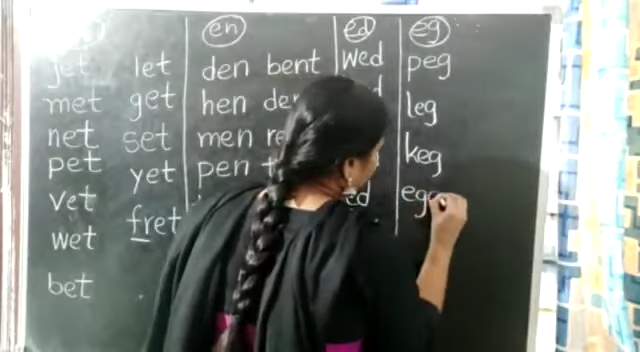 en ed eg
jet let den bent wed peg
met get hen leg
net set men keg
pet yet pen
vet fret
wet
bet